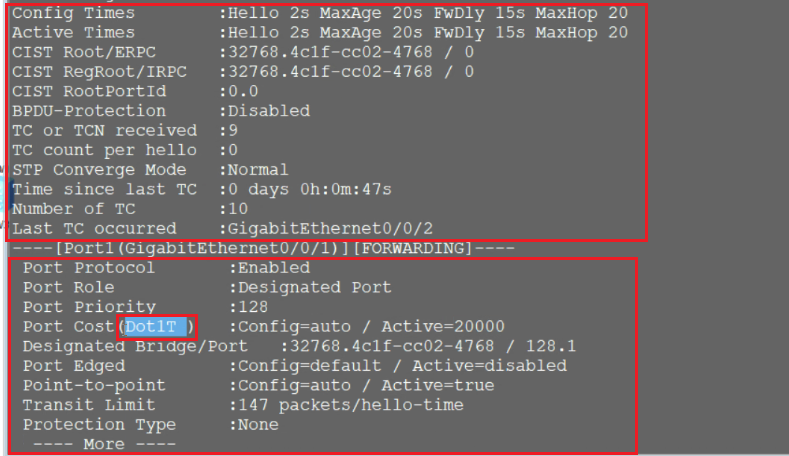 Config Times        :Hello 2s MaxAge 20s FwDly 15s MaxHop 20
Active Times        :Hello 2s MaxAge 20s FwDly 15s MaxHop 20
CIST Root/ERPC      :32768.4c1f-cc02-4768 / 0
CIST RegRoot/IRPC   :32768.4c1f-cc02-4768 / 0
CIST RootPortId     :0.0
BPDU-Protection     :Disabled
TC or TCN received  :9
TC count per hello  :0
STP Converge Mode   :Normal
Time since last TC  :0 days 0h:0m:47s
Number of TC        :10
Last TC occurred    :GigabitEthernet0/0/2
----[Port1(GigabitEthernet0/0/1)][FORWARDING]----
Port Protocol       :Enabled
Port Role           :Designated Port
Port Priority       :128
Port Cost(Dot1T )   :Config=auto / Active=20000
Designated Bridge/Port   :32768.4c1f-cc02-4768 / 128.1
Port Edged          :Config=default / Active=disabled
Point-to-point      :Config=auto / Active=true
Transit Limit       :147 packets/hello-time
Protection Type     :None
---- More ----